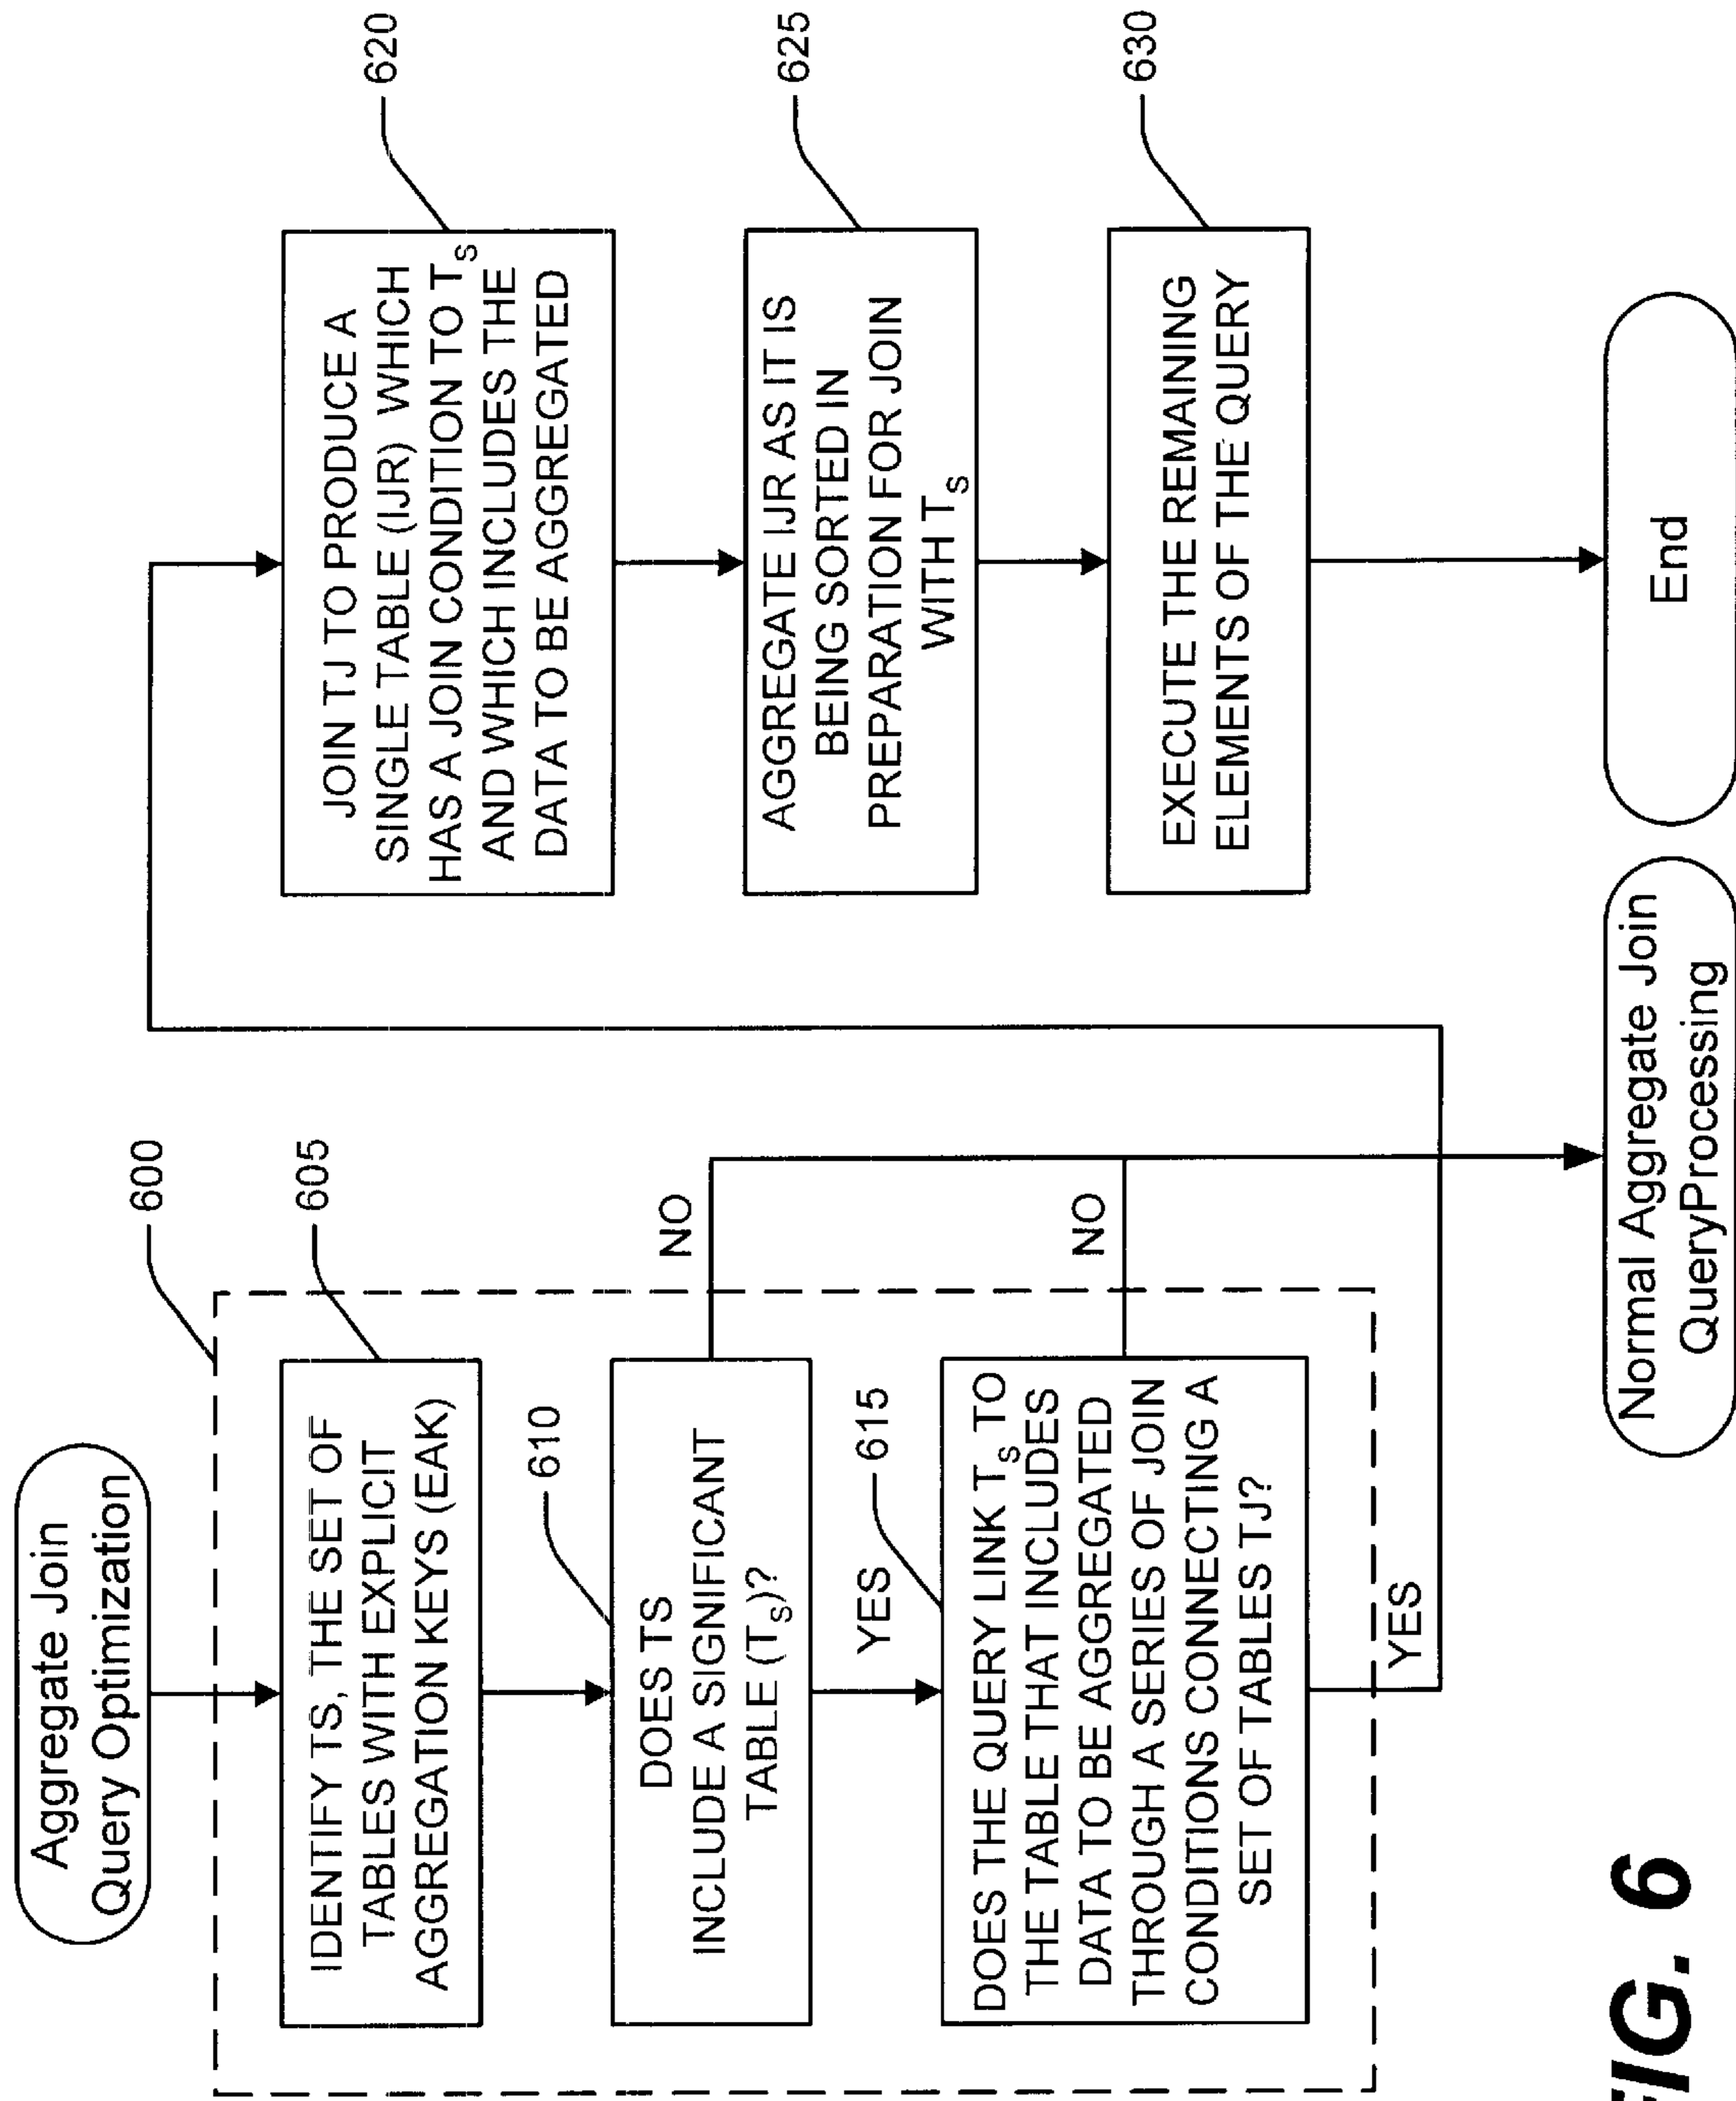 Aggregate Join
Query Optimization
600
IDENTIFY TS, THE SET OF
TABLES WITH EXPLICIT
AGGREGATION KEYS (EAK)
605
DOES TS
INCLUDE A SIGNIFICANT
TABLE (Ts)?
610
NO
YES
DOES THE QUERY LINK Ts TO
THE TABLE THAT INCLUDES
DATA TO BE AGGREGATED
THROUGH A SERIES OF JOIN
CONDITIONS CONNECTING A
SET OF TABLES TJ?
615
NO
YES
Normal Aggregate Join
QueryProcessing
JOIN TJ TO PRODUCE A
SINGLE TABLE (IJR) WHICH
HAS A JOIN CONDITION TO Ts
AND WHICH INCLUDES THE
DATA TO BE AGGREGATED
620
AGGREGATE IJR AS IT IS
BEING SORTED IN
PREPARATION FOR JOIN
WITH Ts
625
EXECUTE THE REMAINING
ELEMENTS OF THE QUERY
630
End
FIG. 6